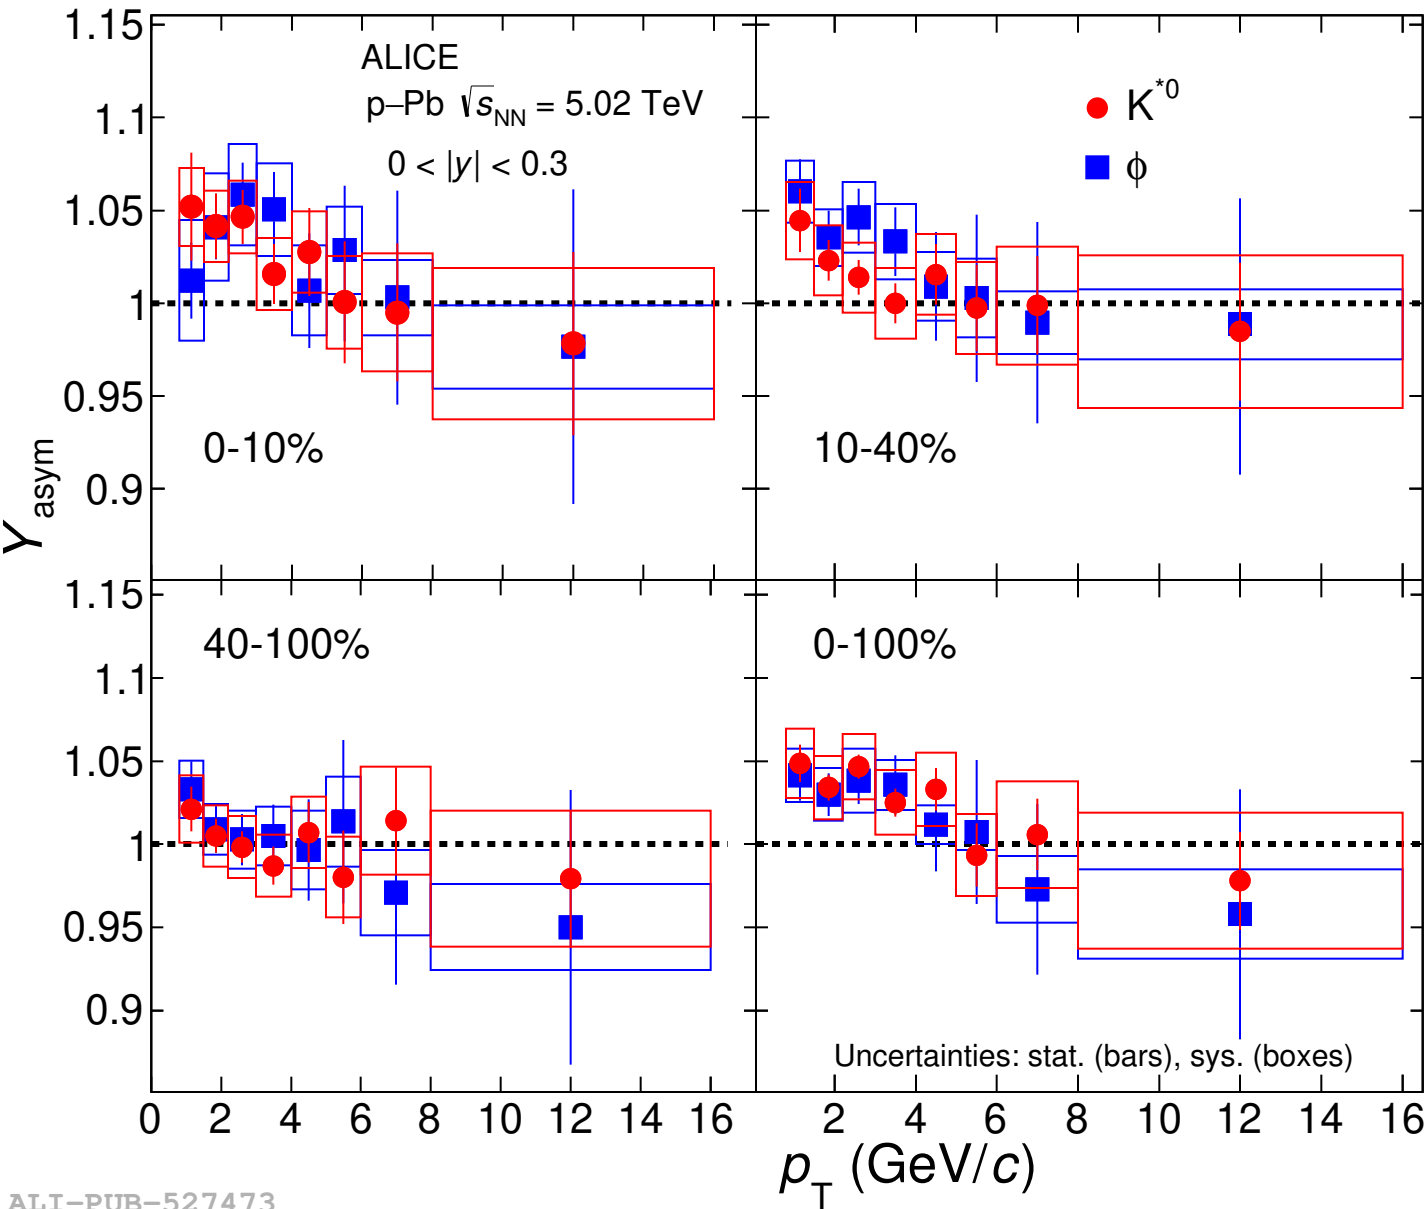 1.15
ALICE
p–Pb √sNN = 5.02 TeV
0 < |y| < 0.3
1.1
1.05
1
0.95
0.9
0-10%
K*0
ϕ
10-40%
Yasym
1.15
1.1
1.05
1
0.95
0.9
40-100%
0-100%
Uncertainties: stat. (bars), sys. (boxes)
0 2 4 6 8 10 12 14 16
2 4 6 8 10 12 14 16
pT (GeV/c)
ALI−PUB−527473